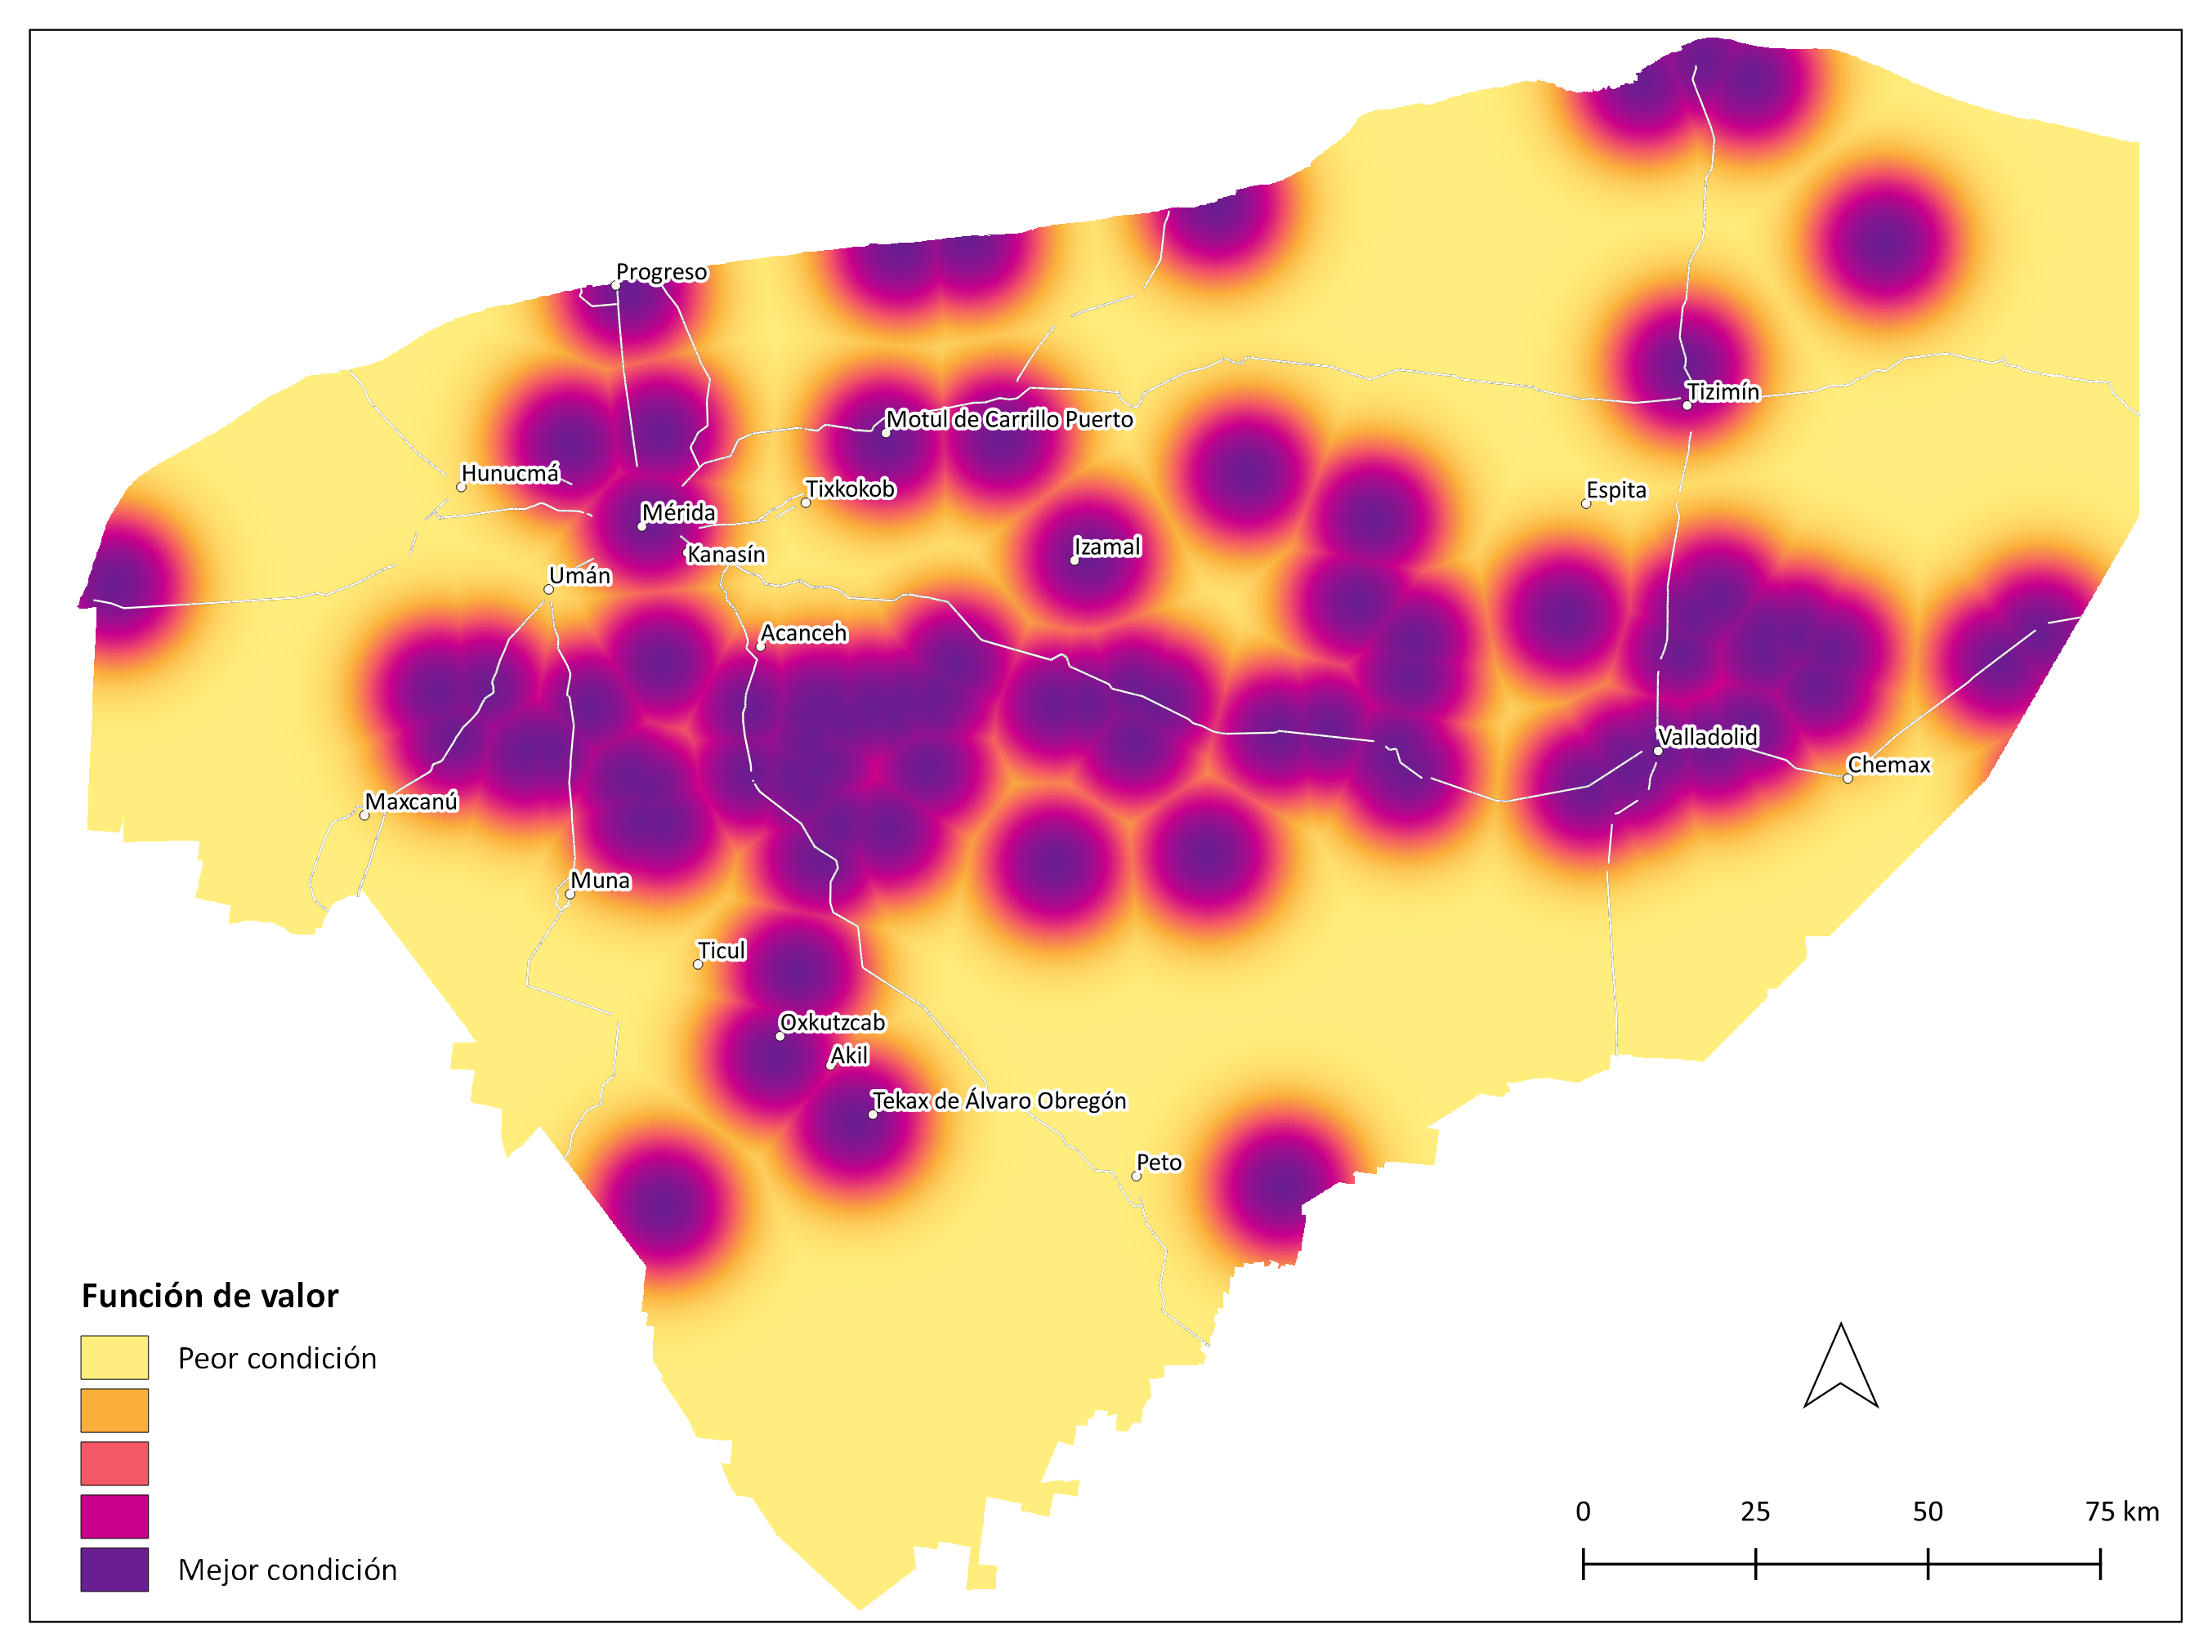 Progreso
Tizimín
Motul de Carrillo Puerto
Hunucmá
Tixkokob
Espita
Mérida
Kanasín
Izamal
Umán
Acanceh
Valladolid
Chemax
Maxcanú
Muna
Ticul
Oxkutzcab
Akil
Tekax de Álvaro Obregón
Peto
Función de valor
Peor condición
Mejor condición
0 25 50 75 km